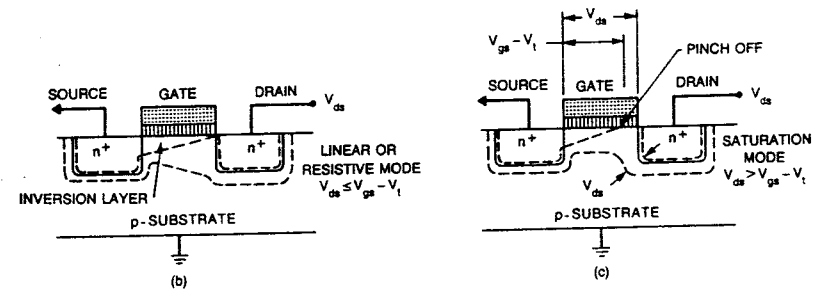 SOURCE
GATE
DRAIN
V_ds
n+
n+
INVERSION LAYER
LINEAR OR
RESISTIVE MODE
V_ds ≤ V_gs – V_t
p-SUBSTRATE
(b)
V_ds
V_gs – V_t
PINCH OFF
SOURCE
GATE
DRAIN
V_ds
n+
n+
SATURATION
MODE
V_ds > V_gs – V_t
V_ds
p-SUBSTRATE
(c)